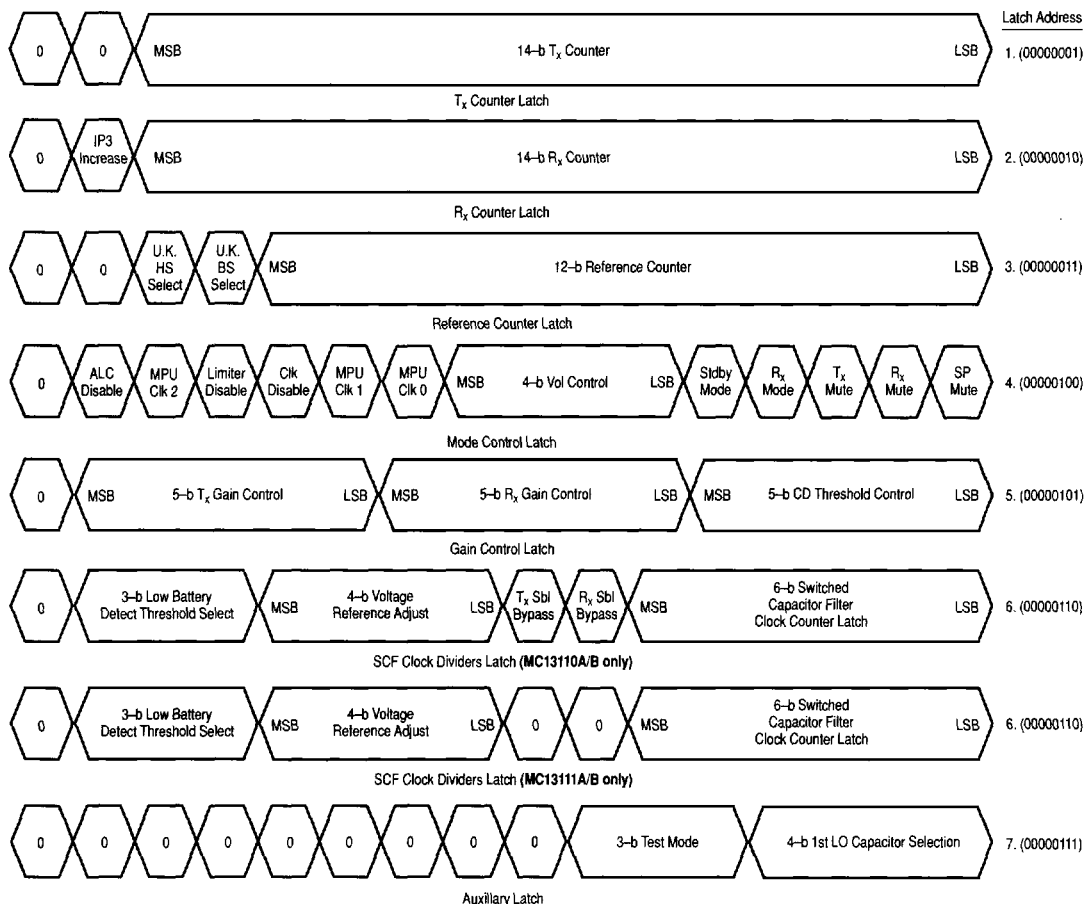 Latch Address
0 0 MSB 14–b Tx Counter LSB 1. (00000001)
Tx Counter Latch
0 IP3 Increase MSB 14–b Rx Counter LSB 2. (00000010)
Rx Counter Latch
0 0 U.K. HS Select U.K. BS Select MSB 12–b Reference Counter LSB 3. (00000011)
Reference Counter Latch
0 ALC Disable MPU Clk 2 Limiter Disable Clk Disable MPU Clk 1 MPU Clk 0 MSB 4–b Vol Control LSB Stdby Mode Rx Mode Tx Mute Rx Mute SP Mute 4. (00000100)
Mode Control Latch
0 MSB 5–b Tx Gain Control LSB MSB 5–b Rx Gain Control LSB MSB 5–b CD Threshold Control LSB 5. (00000101)
Gain Control Latch
0 3–b Low Battery Detect Threshold Select MSB 4–b Voltage Reference Adjust LSB Tx Sbl Bypass Rx Sbl Bypass MSB 6–b Switched Capacitor Filter Clock Counter Latch LSB 6. (00000110)
SCF Clock Dividers Latch (MC13110A/B only)
0 3–b Low Battery Detect Threshold Select MSB 4–b Voltage Reference Adjust LSB 0 0 MSB 6–b Switched Capacitor Filter Clock Counter Latch LSB 6. (00000110)
SCF Clock Dividers Latch (MC13111A/B only)
0 0 0 0 0 0 0 0 0 3–b Test Mode 4–b 1st LO Capacitor Selection 7. (00000111)
Auxillary Latch